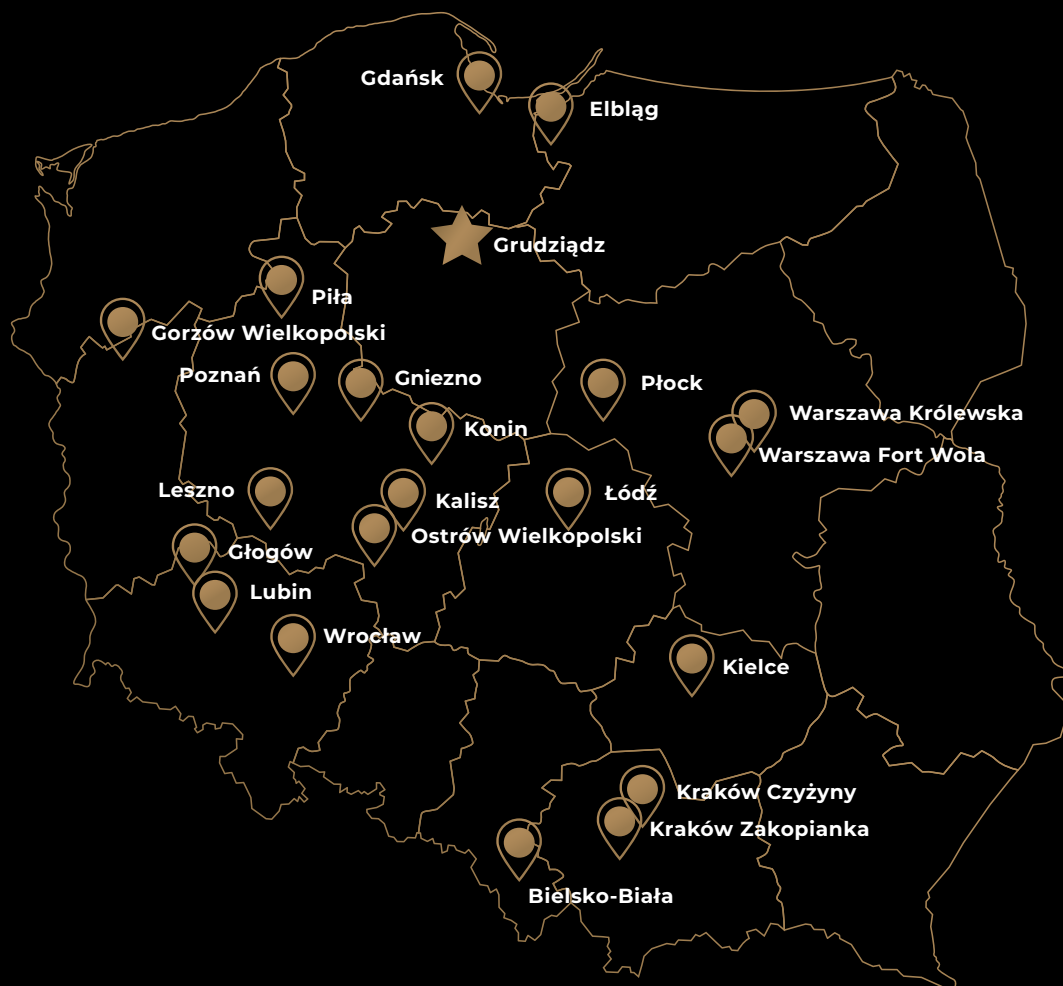 Gdańsk
Elbląg
Grudziądz
Piła
Gorzów Wielkopolski
Poznań
Gniezno
Płock
Warszawa Królewska
Konin
Warszawa Fort Wola
Leszno
Kalisz
Łódź
Ostrów Wielkopolski
Głogów
Lubin
Wrocław
Kielce
Kraków Czyżyny
Kraków Zakopianka
Bielsko-Biała